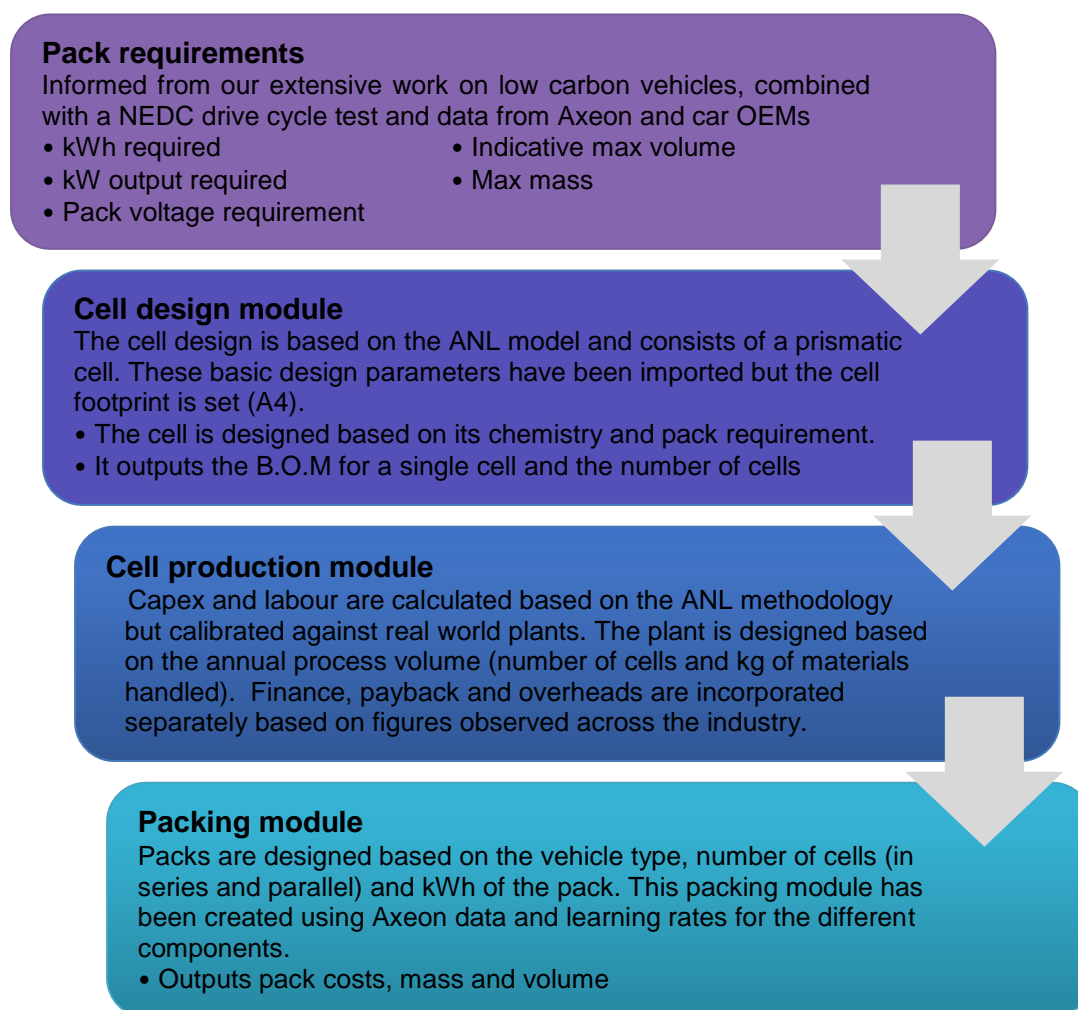 Pack requirements
Informed from our extensive work on low carbon vehicles, combined
with a NEDC drive cycle test and data from Axeon and car OEMs
• kWh required
• kW output required
• Pack voltage requirement
• Indicative max volume
• Max mass
Cell design module
The cell design is based on the ANL model and consists of a prismatic
cell. These basic design parameters have been imported but the cell
footprint is set (A4).
• The cell is designed based on its chemistry and pack requirement.
• It outputs the B.O.M for a single cell and the number of cells
Cell production module
Capex and labour are calculated based on the ANL methodology
but calibrated against real world plants. The plant is designed based
on the annual process volume (number of cells and kg of materials
handled).  Finance, payback and overheads are incorporated
separately based on figures observed across the industry.
Packing module
Packs are designed based on the vehicle type, number of cells (in
series and parallel) and kWh of the pack. This packing module has
been created using Axeon data and learning rates for the different
components.
• Outputs pack costs, mass and volume